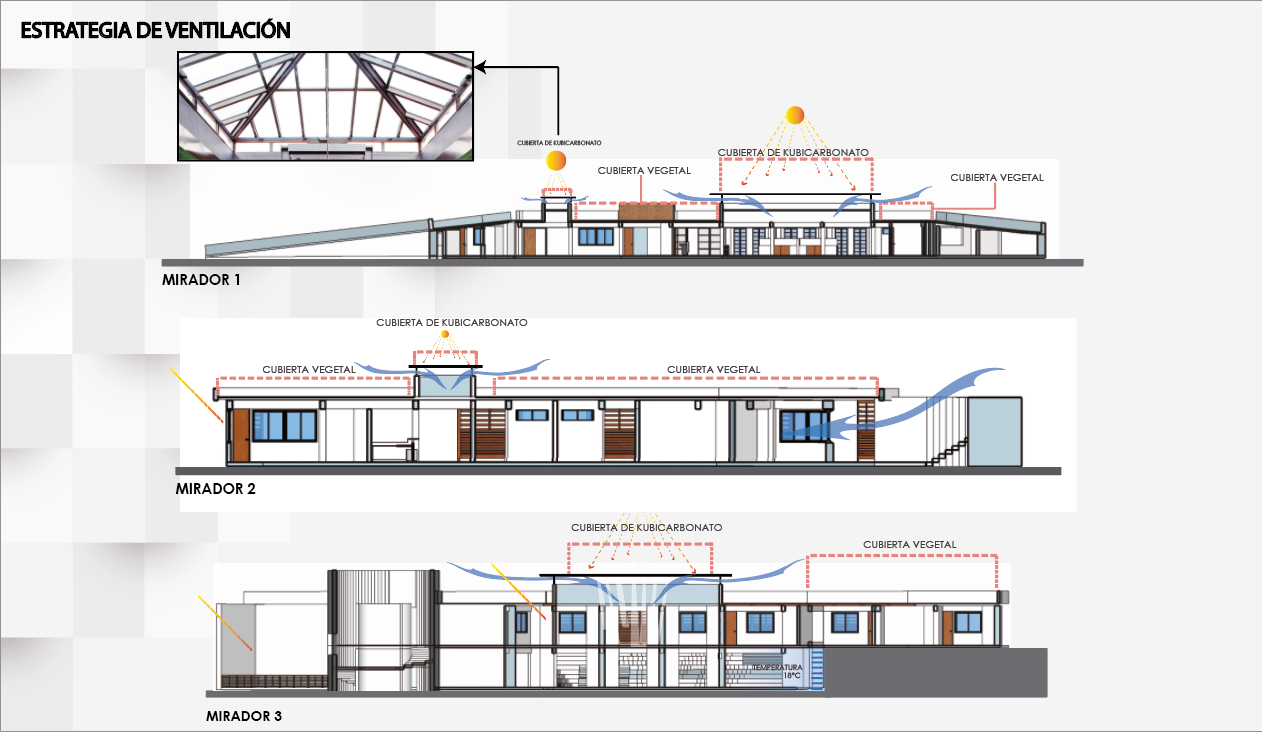 ESTRATEGIA DE VENTILACIÓN
CUBIERTA DE KUBICARBONATO
CUBIERTA DE KUBICARBONATO
CUBIERTA VEGETAL
CUBIERTA VEGETAL
MIRADOR 1
CUBIERTA DE KUBICARBONATO
CUBIERTA VEGETAL
CUBIERTA VEGETAL
MIRADOR 2
CUBIERTA DE KUBICARBONATO
CUBIERTA VEGETAL
TEMPERATURA
18°C
MIRADOR 3